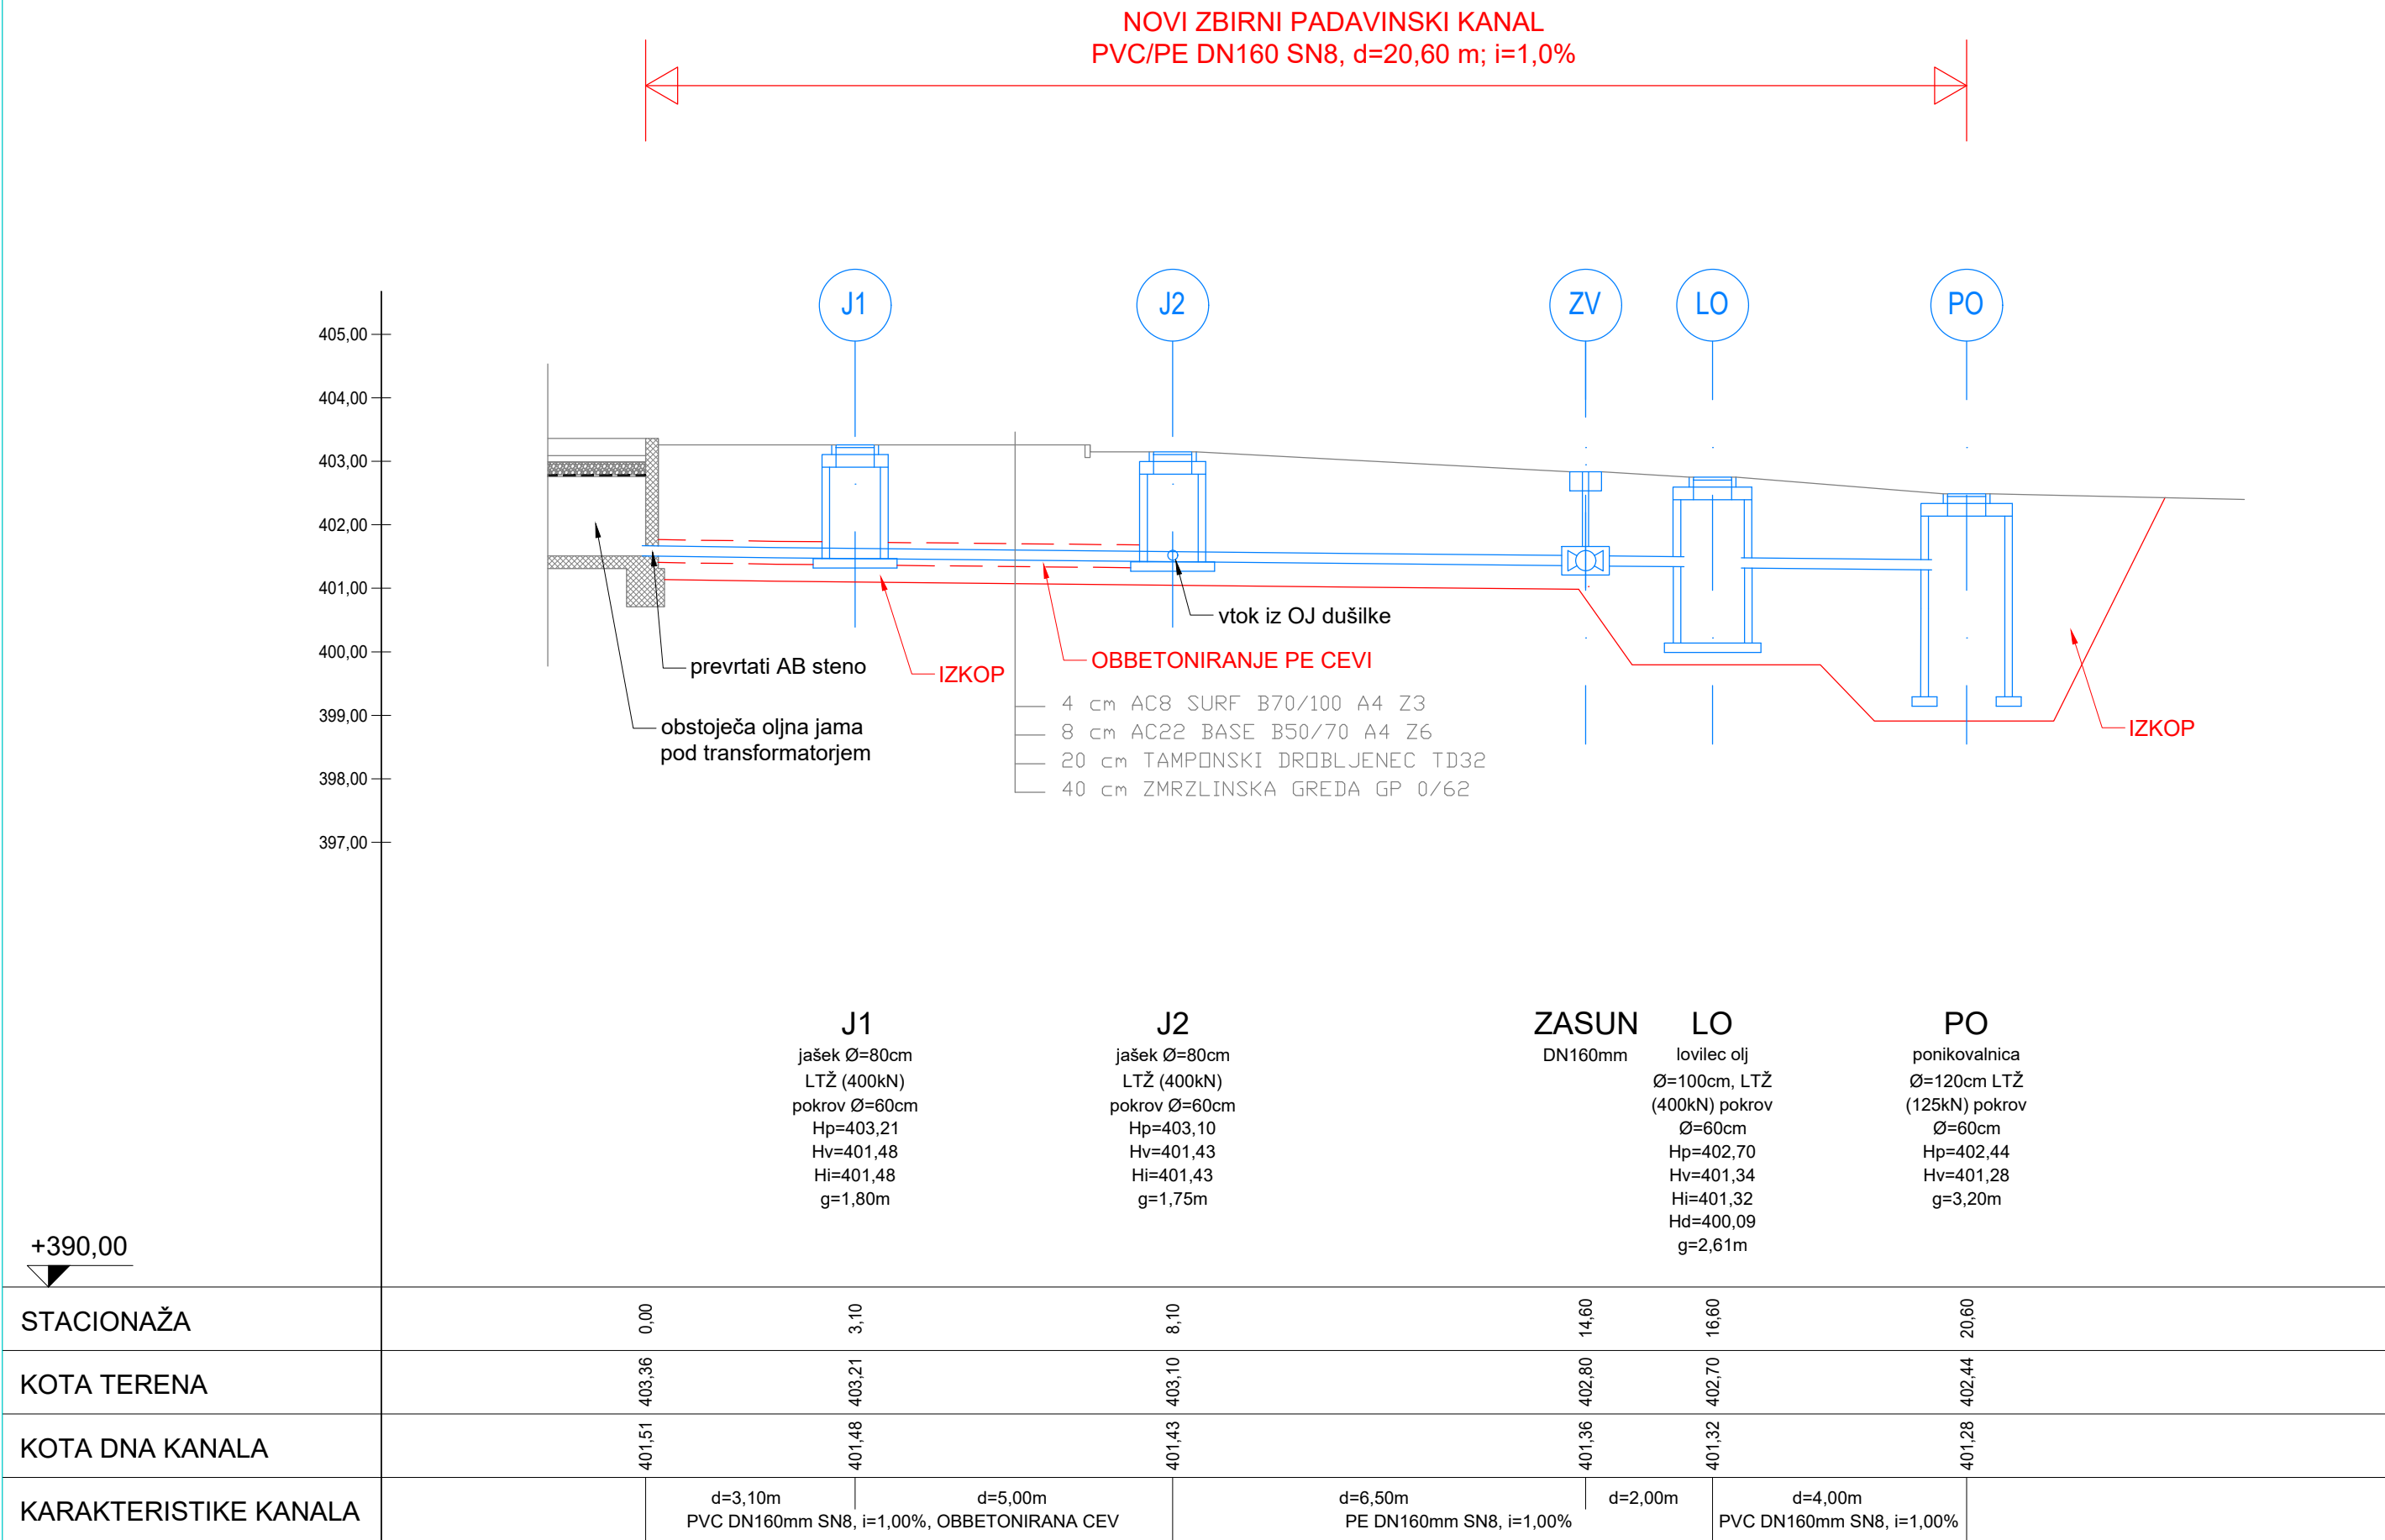 NOVI ZBIRNI PADAVINSKI KANAL
PVC/PE DN160 SN8, d=20,60 m; i=1,0%
J1
J2
ZV
LO
PO
405,00
404,00
403,00
402,00
401,00
400,00
399,00
398,00
397,00
vtok iz OJ dušilke
prevrtati AB steno
IZKOP
OBBETONIRANJE PE CEVI
obstoječa oljna jama
pod transformatorjem
4 cm AC8 SURF B70/100 A4 Z3
8 cm AC22 BASE B50/70 A4 Z6
20 cm TAMPONSKI DROBLJENEC TD32
40 cm ZMRZLINSKA GREDA GP 0/62
IZKOP
J1
jašek Ø=80cm
LTŽ (400kN)
pokrov Ø=60cm
Hp=403,21
Hv=401,48
Hi=401,48
g=1,80m
J2
jašek Ø=80cm
LTŽ (400kN)
pokrov Ø=60cm
Hp=403,10
Hv=401,43
Hi=401,43
g=1,75m
ZASUN
DN160mm
LO
lovilec olj
Ø=100cm, LTŽ
(400kN) pokrov
Ø=60cm
Hp=402,70
Hv=401,34
Hi=401,32
Hd=400,09
g=2,61m
PO
ponikovalnica
Ø=120cm LTŽ
(125kN) pokrov
Ø=60cm
Hp=402,44
Hv=401,28
g=3,20m
+390,00
STACIONAŽA 0,00 3,10 8,10 14,60 16,60 20,60
KOTA TERENA 403,36 403,21 403,10 402,80 402,70 402,44
KOTA DNA KANALA 401,51 401,48 401,43 401,36 401,32 401,28
KARAKTERISTIKE KANALA
d=3,10m d=5,00m d=6,50m d=2,00m d=4,00m
PVC DN160mm SN8, i=1,00%, OBBETONIRANA CEV PE DN160mm SN8, i=1,00% PVC DN160mm SN8, i=1,00%